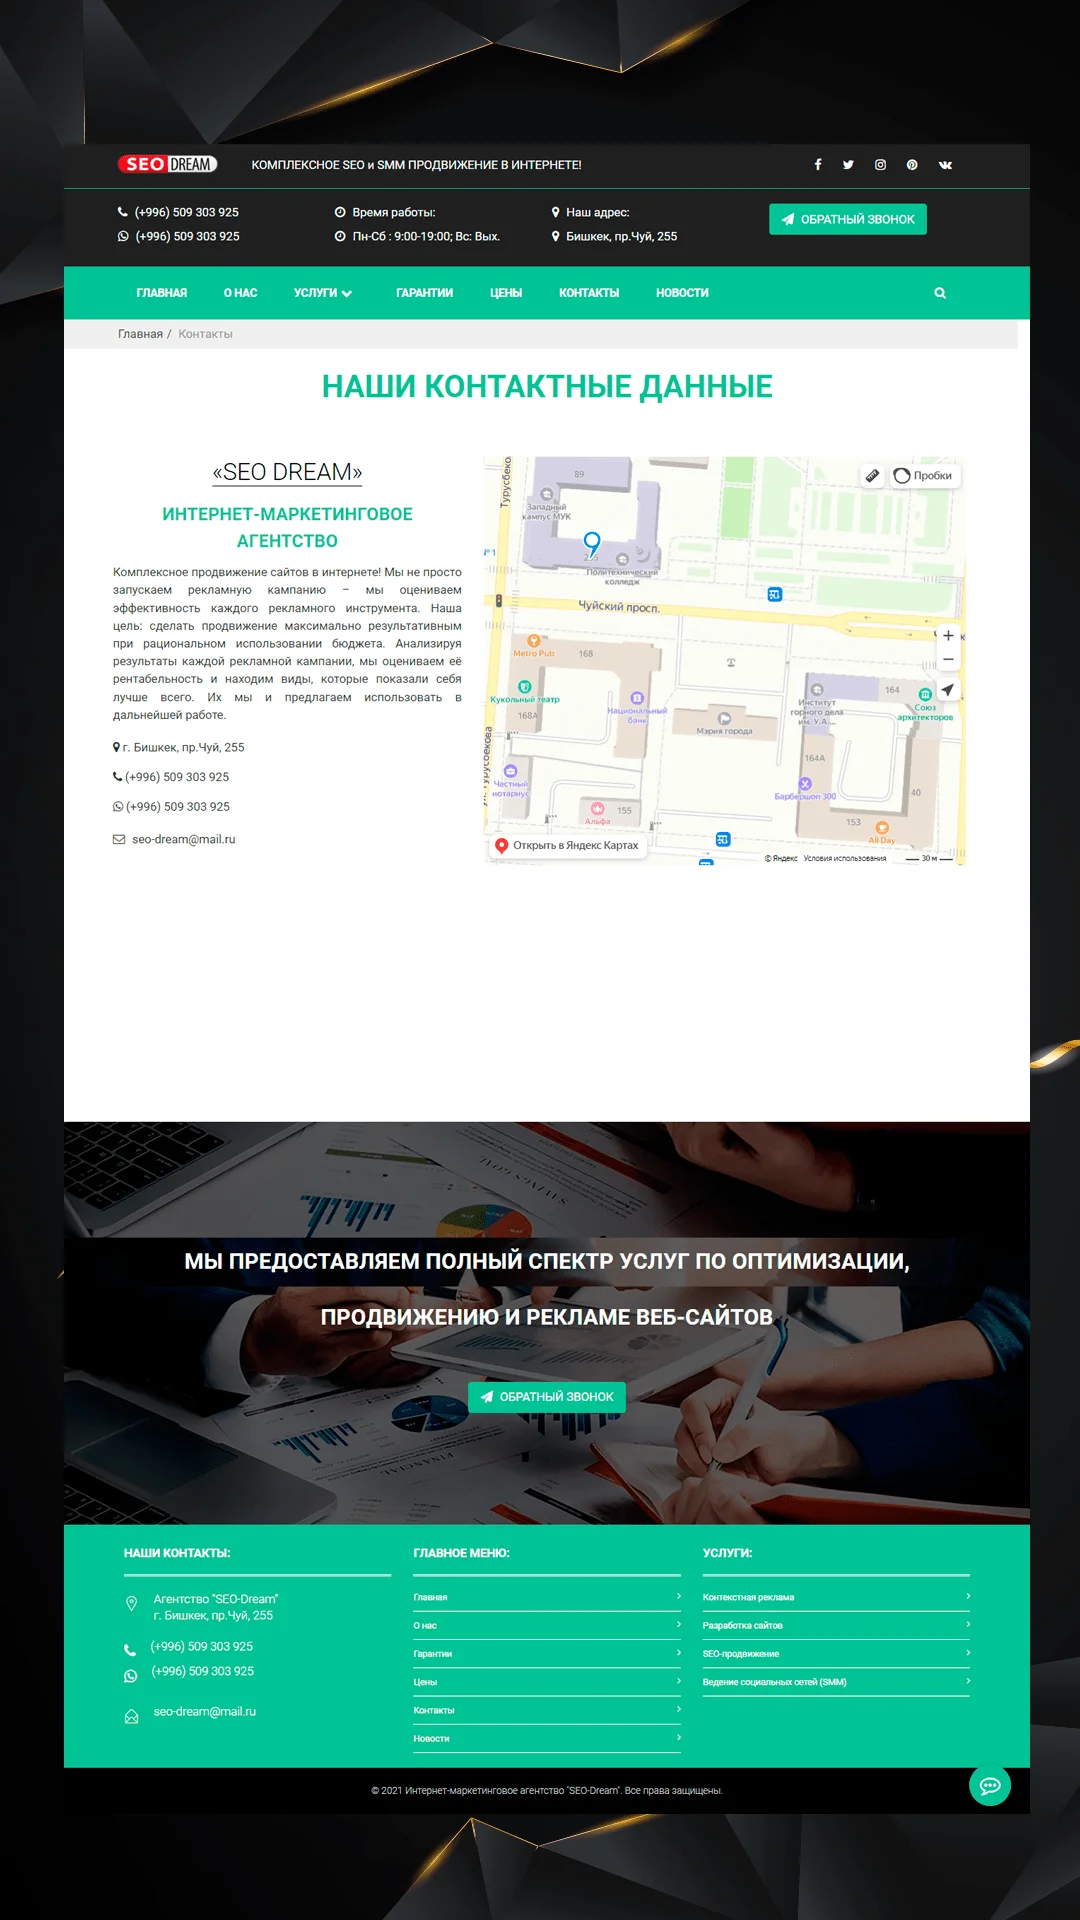 SEO DREAM
КОМПЛЕКСНОЕ SEO и SMM ПРОДВИЖЕНИЕ В ИНТЕРНЕТЕ!
(+996) 509 303 925
Время работы:
Наш адрес:
ОБРАТНЫЙ ЗВОНОК
(+996) 509 303 925
Пн-Сб : 9:00-19:00; Вс: Вых.
Бишкек, пр.Чуй, 255
ГЛАВНАЯ
О НАС
УСЛУГИ
ГАРАНТИИ
ЦЕНЫ
КОНТАКТЫ
НОВОСТИ
Главная / Контакты
НАШИ КОНТАКТНЫЕ ДАННЫЕ
«SEO DREAM»
ИНТЕРНЕТ-МАРКЕТИНГОВОЕ
АГЕНТСТВО
Комплексное продвижение сайтов в интернете! Мы не просто
запускаем рекламную кампанию – мы оцениваем
эффективность каждого рекламного инструмента. Наша
цель: сделать продвижение максимально результативным
при рациональном использовании бюджета. Анализируя
результаты каждой рекламной кампании, мы оцениваем её
рентабельность и находим виды, которые показали себя
лучше всего. Их мы и предлагаем использовать в
дальнейшей работе.
г. Бишкек, пр.Чуй, 255
(+996) 509 303 925
(+996) 509 303 925
seo-dream@mail.ru
89
Пробки
Западный
кампус МУК
№ 1
Политехнический
колледж
Чуйский просп.
Metro Pub
168
Кукольный театр
168А
Национальный
банк
Мэрия города
Институт
горного дела
им. У.А....
164
Союз
архитекторов
164А
Частный
нотариус
Барбершоп 300
40
Альфа
155
153
All Day
Открыть в Яндекс Картах
© Яндекс Условия использования
30 м
SAVINGS GOAL
МЫ ПРЕДОСТАВЛЯЕМ ПОЛНЫЙ СПЕКТР УСЛУГ ПО ОПТИМИЗАЦИИ,
ПРОДВИЖЕНИЮ И РЕКЛАМЕ ВЕБ-САЙТОВ
ОБРАТНЫЙ ЗВОНОК
FINANCIAL
НАШИ КОНТАКТЫ:
Агентство "SEO-Dream"
г. Бишкек, пр.Чуй, 255
(+996) 509 303 925
(+996) 509 303 925
seo-dream@mail.ru
ГЛАВНОЕ МЕНЮ:
Главная
О нас
Гарантии
Цены
Контакты
Новости
УСЛУГИ:
Контекстная реклама
Разработка сайтов
SEO-продвижение
Ведение социальных сетей (SMM)
© 2021 Интернет-маркетинговое агентство "SEO-Dream". Все права защищены.